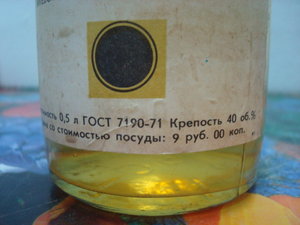 0,5 л ГОСТ 7190-71 Крепость 40 об.%
со стоимостью посуды: 9 руб. 00 коп.